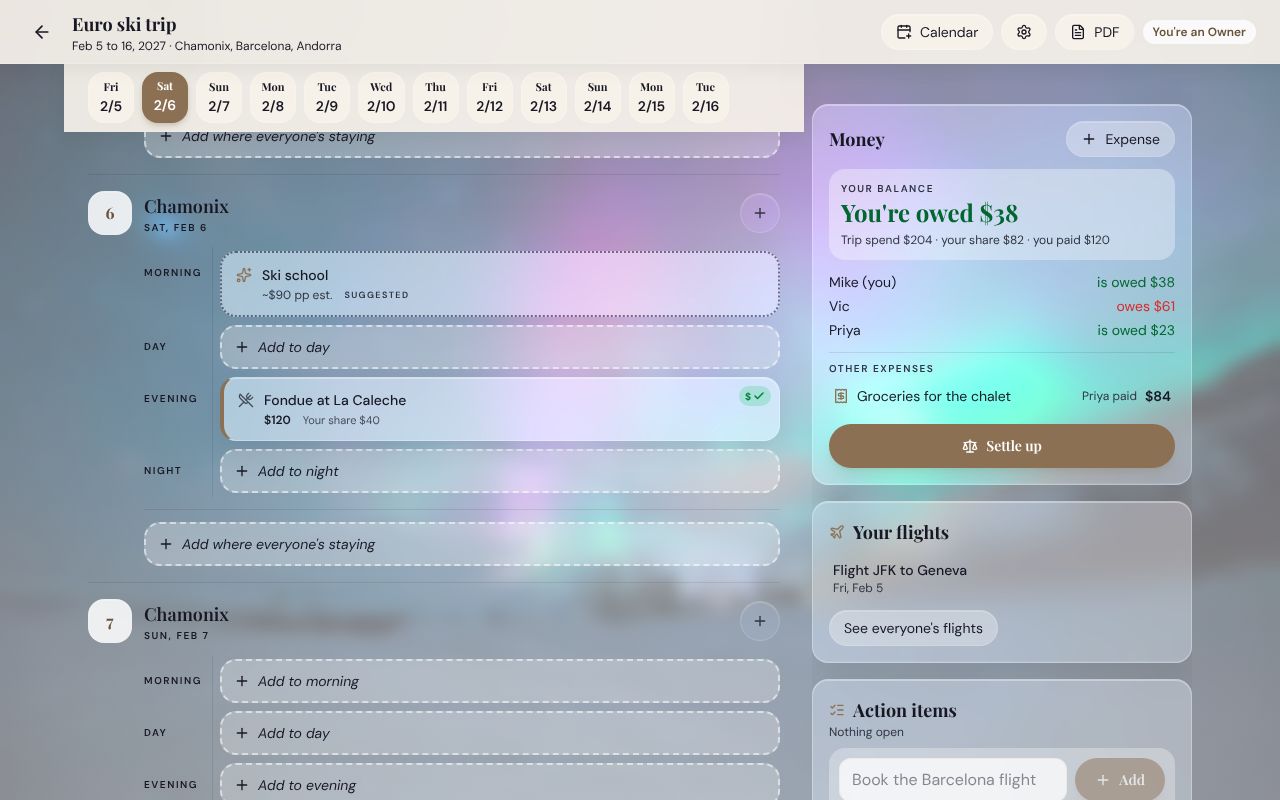 Euro ski trip
Feb 5 to 16, 2027 · Chamonix, Barcelona, Andorra
Calendar
PDF
You're an Owner
Fri 2/5
Sat 2/6
Sun 2/7
Mon 2/8
Tue 2/9
Wed 2/10
Thu 2/11
Fri 2/12
Sat 2/13
Sun 2/14
Mon 2/15
Tue 2/16
Add where everyone's staying
6
Chamonix
SAT, FEB 6
MORNING
Ski school
~$90 pp est. SUGGESTED
DAY
Add to day
EVENING
Fondue at La Caleche
$
$120 Your share $40
NIGHT
Add to night
Add where everyone's staying
7
Chamonix
SUN, FEB 7
MORNING
Add to morning
DAY
Add to day
EVENING
Add to evening
Money
Expense
YOUR BALANCE
You're owed $38
Trip spend $204 · your share $82 · you paid $120
Mike (you) is owed $38
Vic owes $61
Priya is owed $23
OTHER EXPENSES
Groceries for the chalet Priya paid $84
Settle up
Your flights
Flight JFK to Geneva
Fri, Feb 5
See everyone's flights
Action items
Nothing open
Book the Barcelona flight
Add